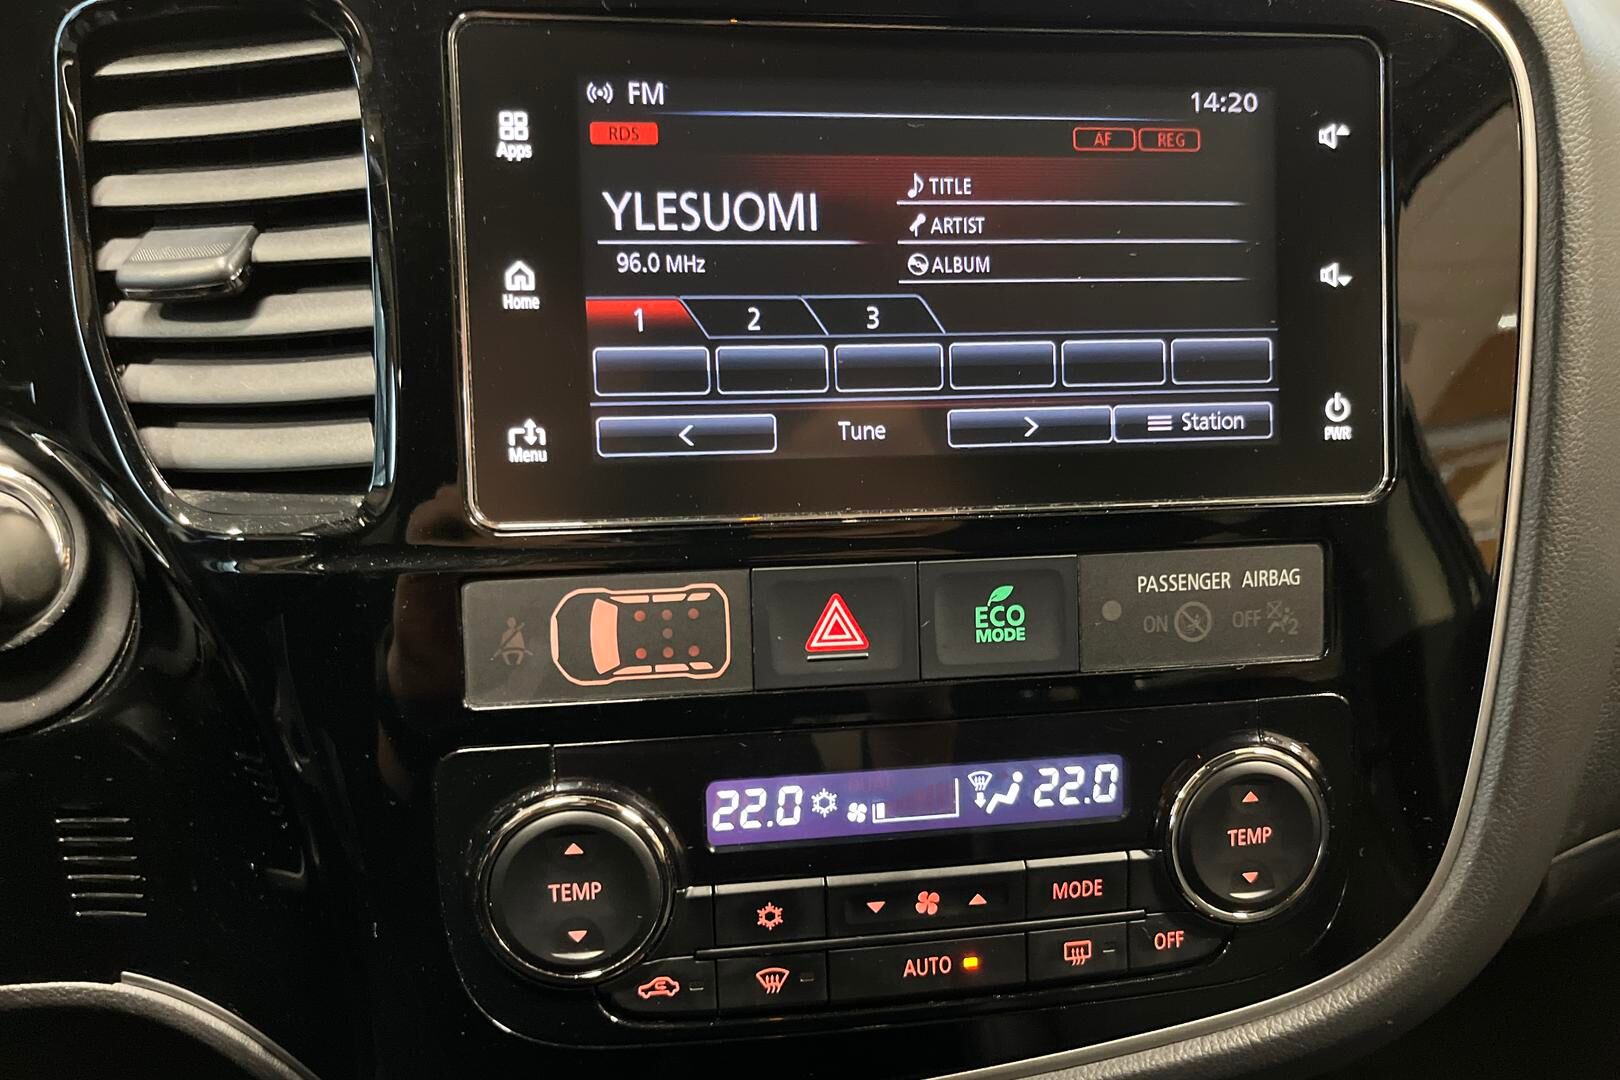 FM
14:20
RDS
AF REG
Apps
TITLE
YLESUOMI
ARTIST
96.0 MHz
ALBUM
Home
1 2 3
Tune
Station
Menu
PWR
PASSENGER AIRBAG
ON OFF
ECO
MODE
22.0 22.0
TEMP
TEMP
MODE
AUTO
OFF